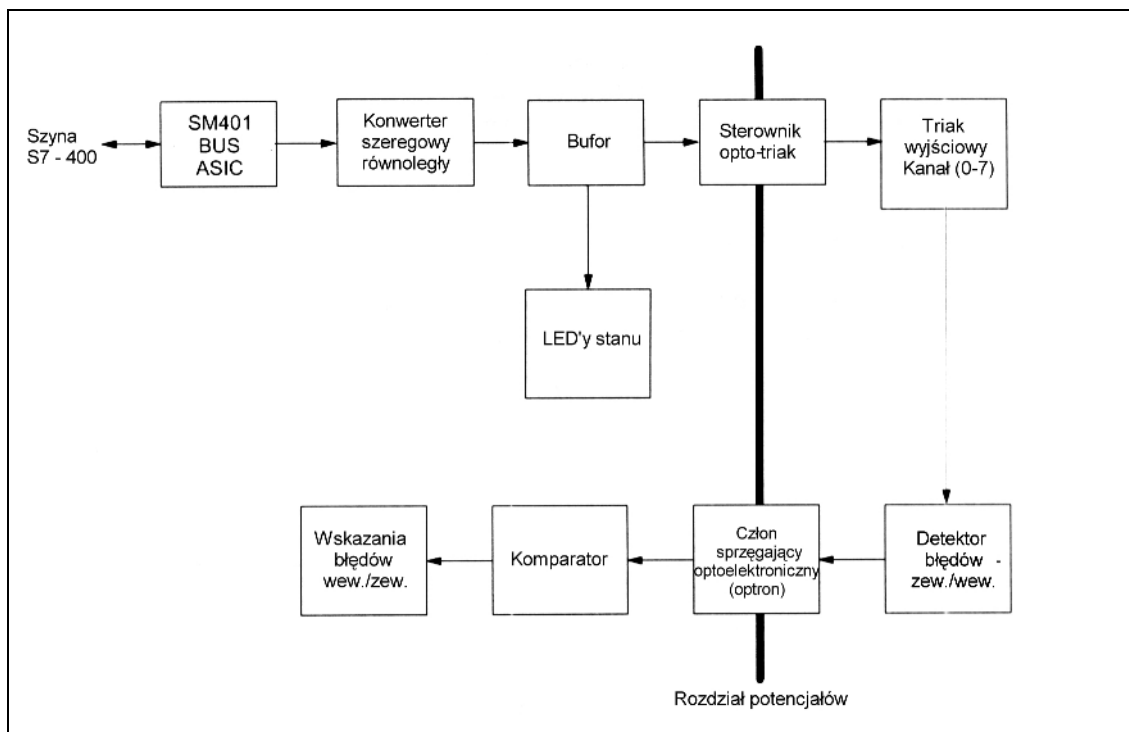 Szyna
S7 - 400
SM401
BUS
ASIC
Konwerter
szeregowy
równoległy
Bufor
Sterownik
opto-triak
Triak
wyjściowy
Kanał (0-7)
LED'y stanu
Wskazania
błędów
wew./zew.
Komparator
Człon
sprzęgający
optoelektroniczny
(optron)
Detektor
błędów -
zew./wew.
Rozdział potencjałów